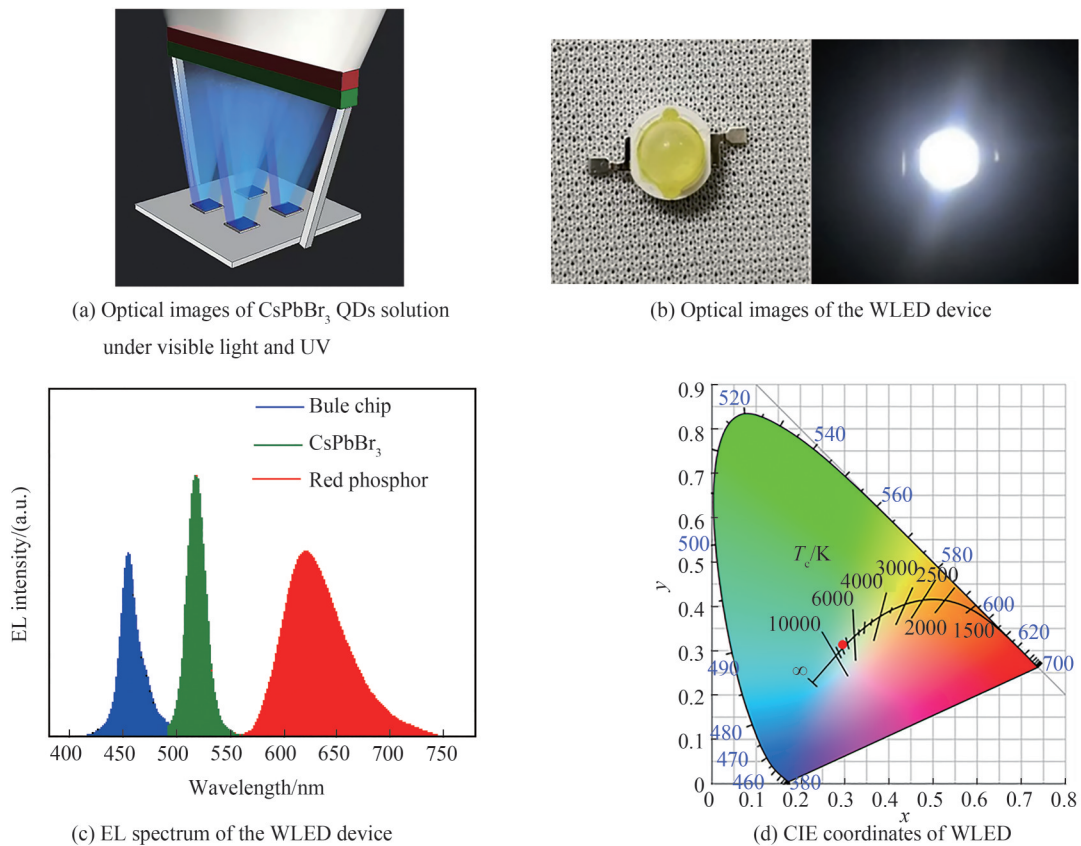 (a) Optical images of CsPbBr₃ QDs solution
under visible light and UV
(b) Optical images of the WLED device
EL intensity/(a.u.)
Bule chip
CsPbBr₃
Red phosphor
400 450 500 550 600 650 700 750
Wavelength/nm
(c) EL spectrum of the WLED device
y
0.9
0.8
0.7
0.6
0.5
0.4
0.3
0.2
0.1
0
0 0.1 0.2 0.3 0.4 0.5 0.6 0.7 0.8
x
520
540
560
500
580
600
620
700
490
480
470
460
380
T_c/K
3000
2500
4000
6000
10000
2000
1500
∞
(d) CIE coordinates of WLED